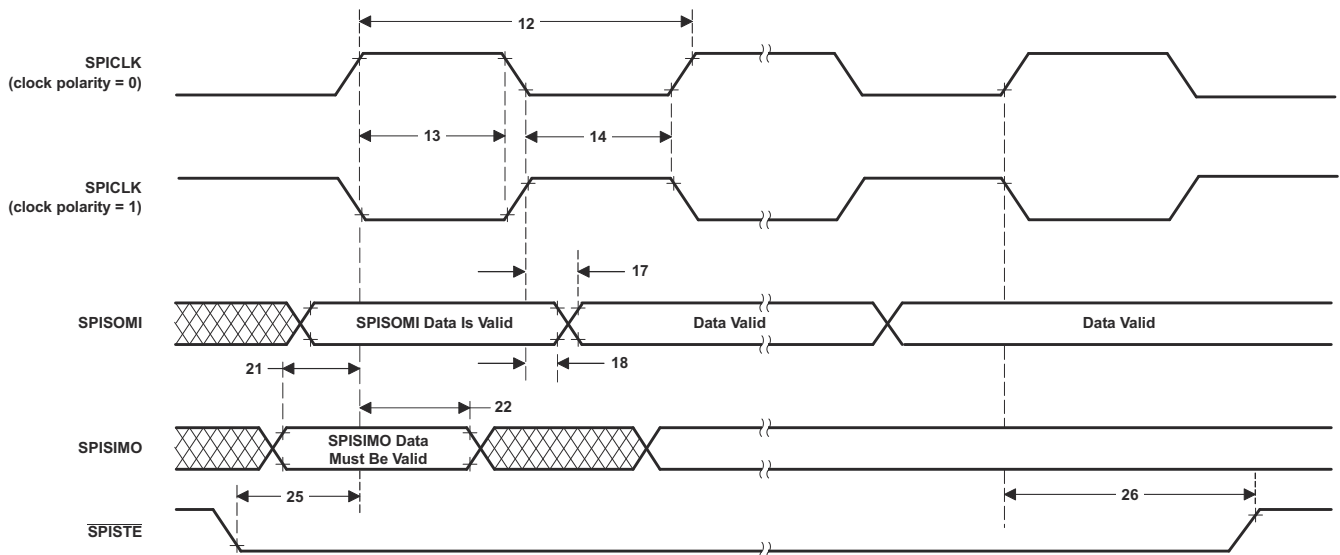 12
SPICLK
(clock polarity = 0)
13
14
SPICLK
(clock polarity = 1)
17
SPISOMI
SPISOMI Data Is Valid
Data Valid
Data Valid
18
21
22
SPISIMO
SPISIMO Data
Must Be Valid
25
26
SPISTE